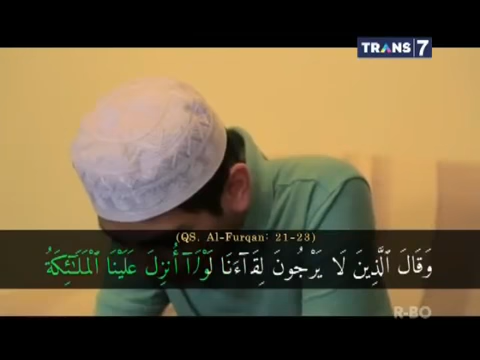 TRANS7
(QS. Al-Furqan: 21-23)
وَقَالَ ٱلَّذِينَ لَا يَرْجُونَ لِقَآءَنَا لَوْلَآ أُنزِلَ عَلَيْنَا ٱلْمَلَٰٓئِكَةُ
R-BO